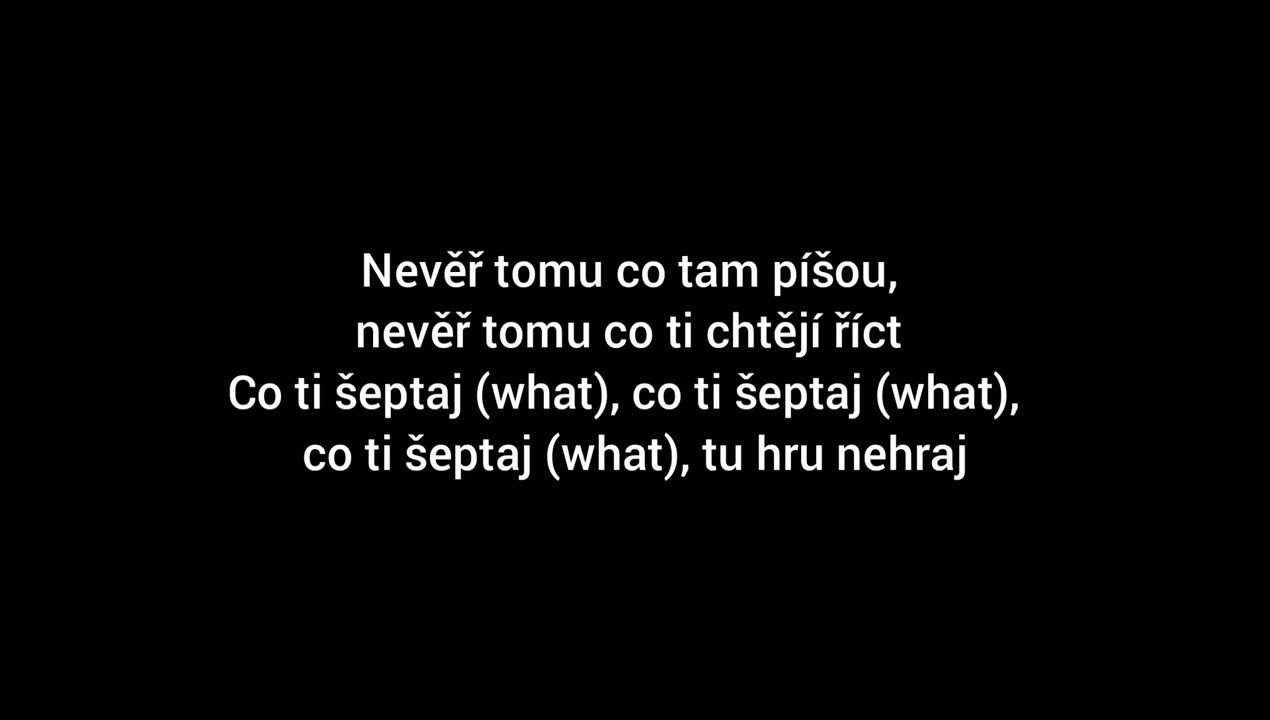 Nevěř tomu co tam píšou,
nevěř tomu co ti chtějí říct
Co ti šeptaj (what), co ti šeptaj (what),
co ti šeptaj (what), tu hru nehraj